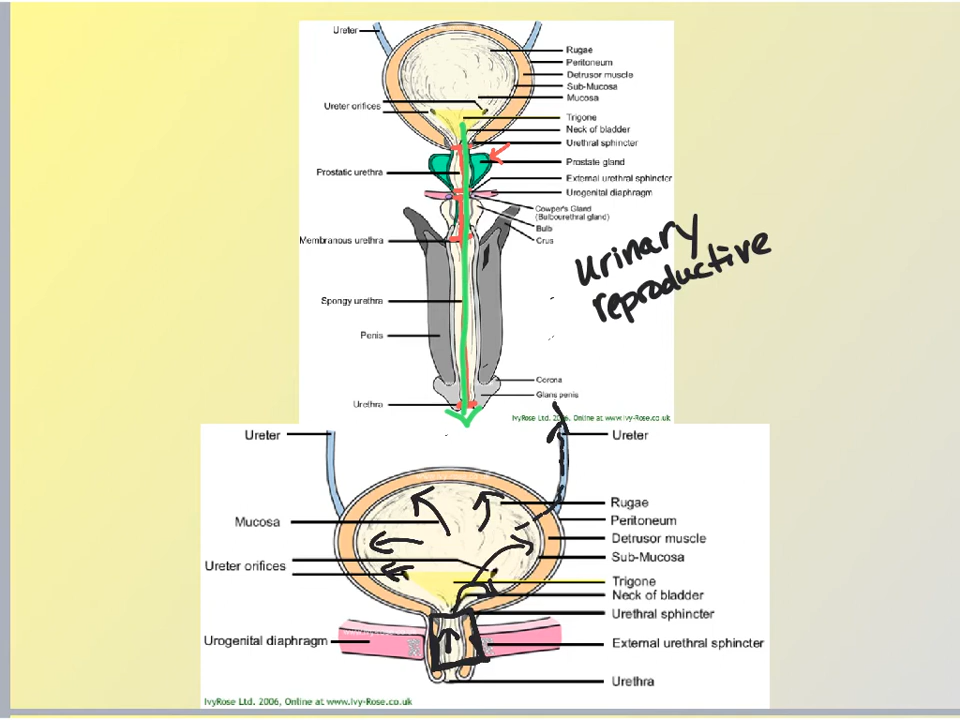 Ureter
Rugae
Peritoneum
Detrusor muscle
Sub-Mucosa
Mucosa
Ureter orifices
Trigone
Neck of bladder
Urethral sphincter
Prostate gland
Prostatic urethra
External urethral sphincter
Urogenital diaphragm
Cowper's Gland
(Bulbourethral gland)
Bulb
Crus
Membranous urethra
urinary
reproductive
Spongy urethra
Penis
Corona
Glans penis
Urethra
IvyRose Ltd. 2006, Online at www.Ivy-Rose.co.uk
Ureter
Ureter
Rugae
Mucosa
Peritoneum
Detrusor muscle
Sub-Mucosa
Ureter orifices
Trigone
Neck of bladder
Urethral sphincter
Urogenital diaphragm
External urethral sphincter
Urethra
IvyRose Ltd. 2006, Online at www.Ivy-Rose.co.uk